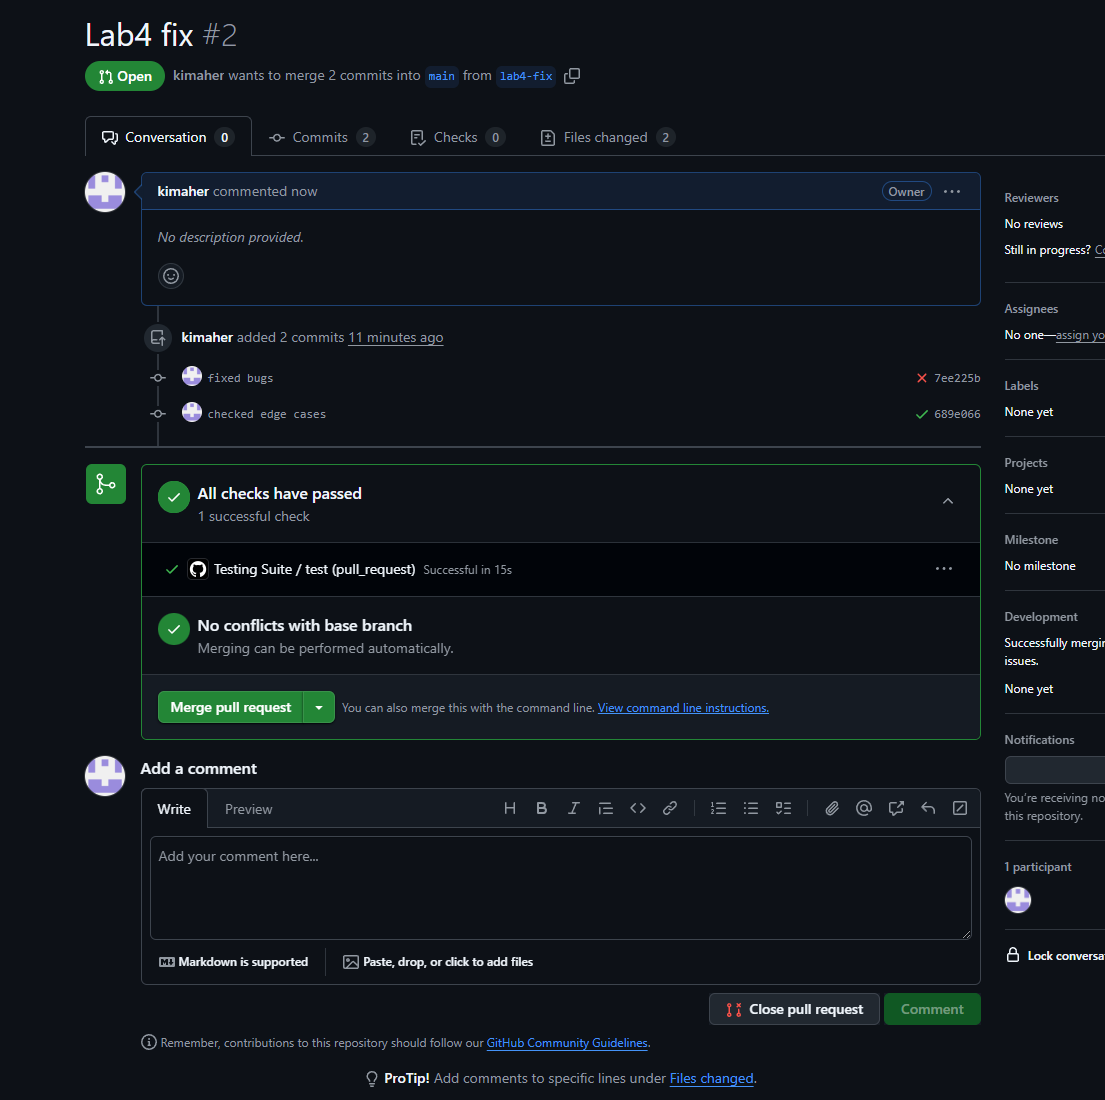 Lab4 fix #2
Open
kimaher wants to merge 2 commits into main from lab4-fix
Conversation 0
Commits 2
Checks 0
Files changed 2
kimaher commented now
Owner
No description provided.
kimaher added 2 commits 11 minutes ago
fixed bugs
7ee225b
checked edge cases
689e066
All checks have passed
1 successful check
Testing Suite / test (pull_request) Successful in 15s
No conflicts with base branch
Merging can be performed automatically.
Merge pull request
You can also merge this with the command line. View command line instructions.
Add a comment
Write
Preview
Add your comment here...
Markdown is supported
Paste, drop, or click to add files
Close pull request
Comment
Remember, contributions to this repository should follow our GitHub Community Guidelines.
ProTip! Add comments to specific lines under Files changed.
Reviewers
No reviews
Still in progress?
Assignees
No one—assign yo
Labels
None yet
Projects
None yet
Milestone
No milestone
Development
Successfully mergin
issues.
None yet
Notifications
You're receiving no
this repository.
1 participant
Lock conversa